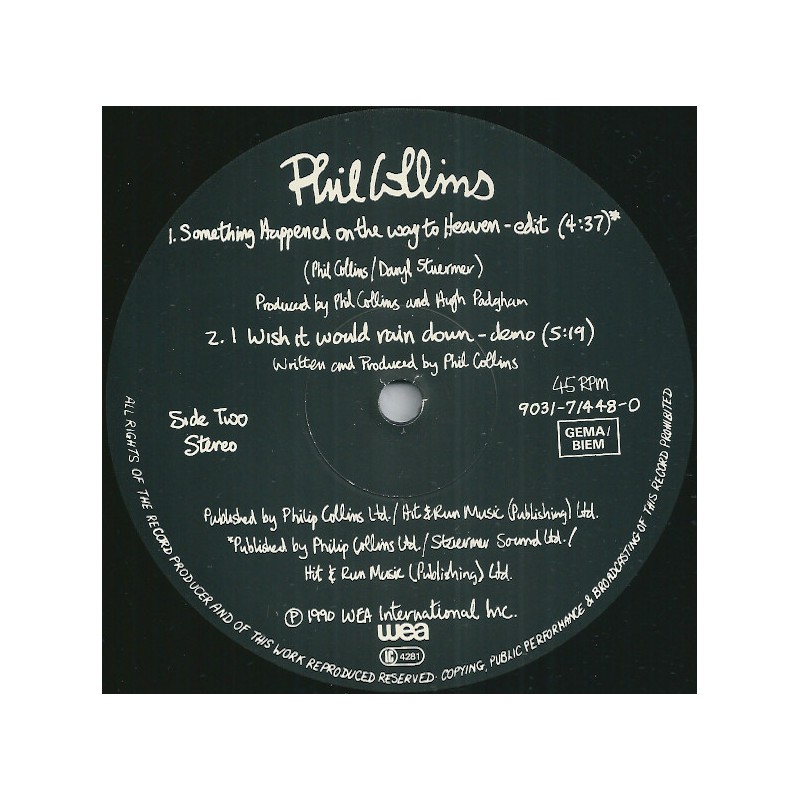 Phil Collins
1. Something Happened on the way to Heaven - edit (4:37)*
(Phil Collins / Daryl Stuermer)
Produced by Phil Collins and Hugh Padgham
2. I Wish it would rain down - demo (5:19)
Written and Produced by Phil Collins
45 RPM
9031-71448-0
GEMA/
BIEM
Side Two
Stereo
Published by Philip Collins Ltd. / Hit & Run Music (Publishing) Ltd.
*Published by Philip Collins Ltd. / Stuermer Sound Ltd. /
Hit & Run Music (Publishing) Ltd.
Ⓟ 1990 WEA International Inc.
wea
LC 4281
ALL RIGHTS OF THE RECORD PRODUCER AND OF THIS WORK REPRODUCED RESERVED. COPYING, PUBLIC PERFORMANCE & BROADCASTING OF THIS RECORD PROHIBITED